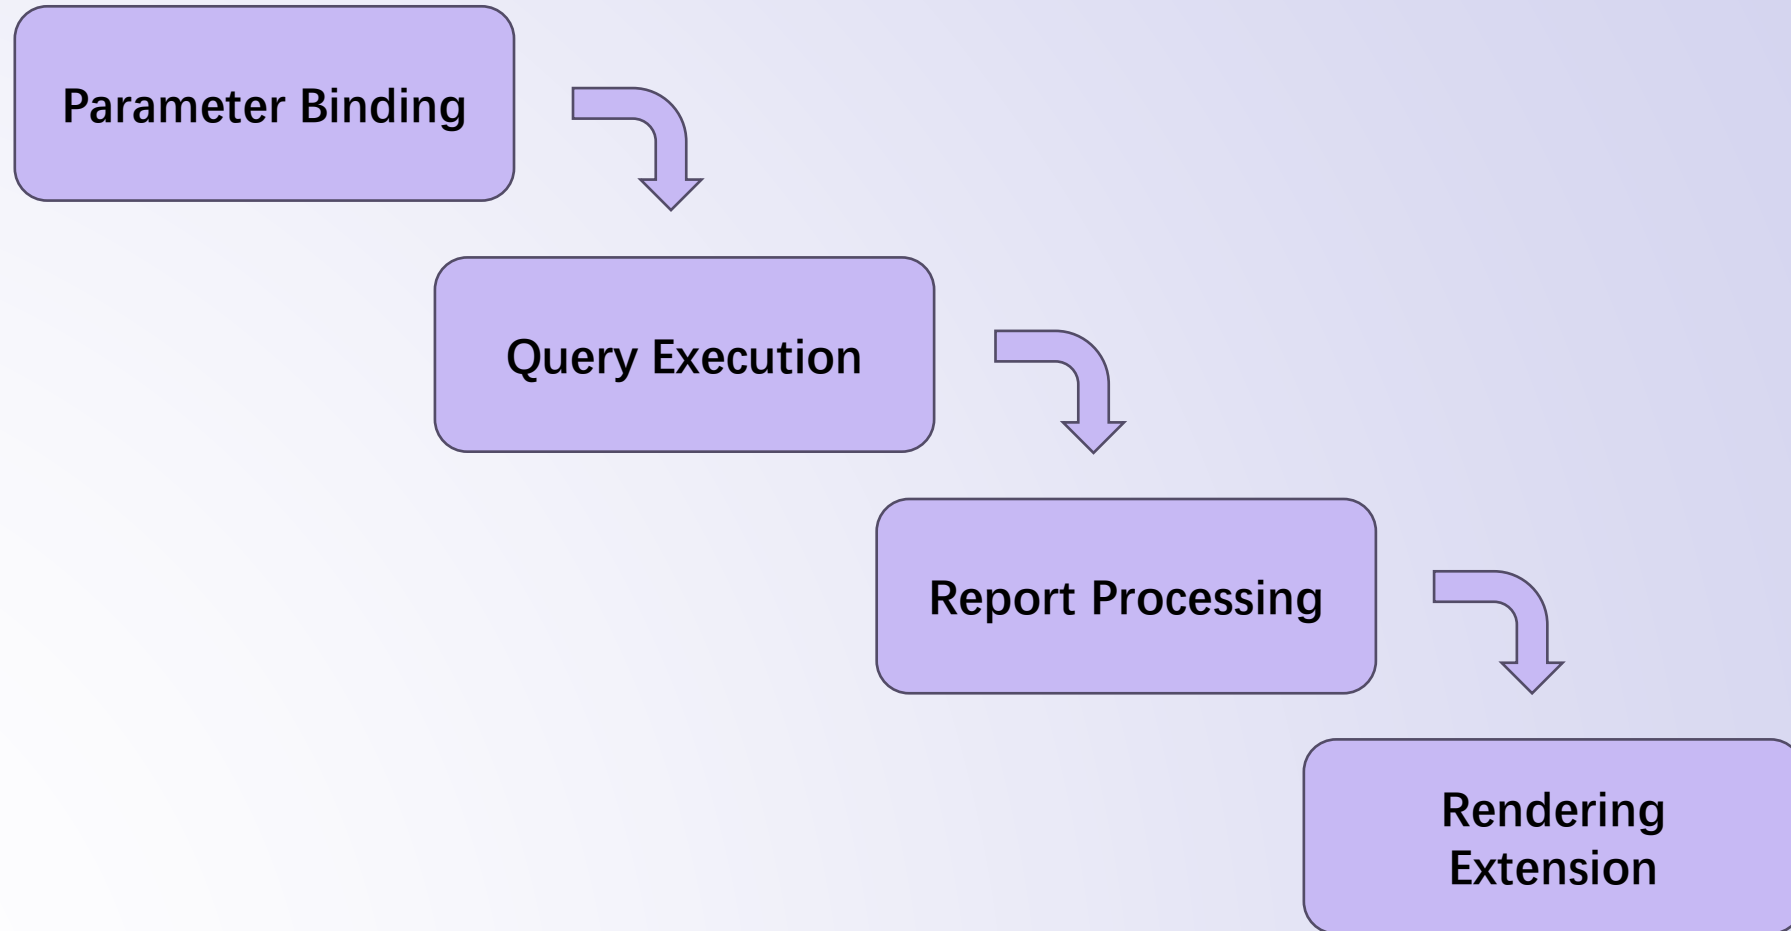 Parameter Binding
Query Execution
Report Processing
Rendering
Extension